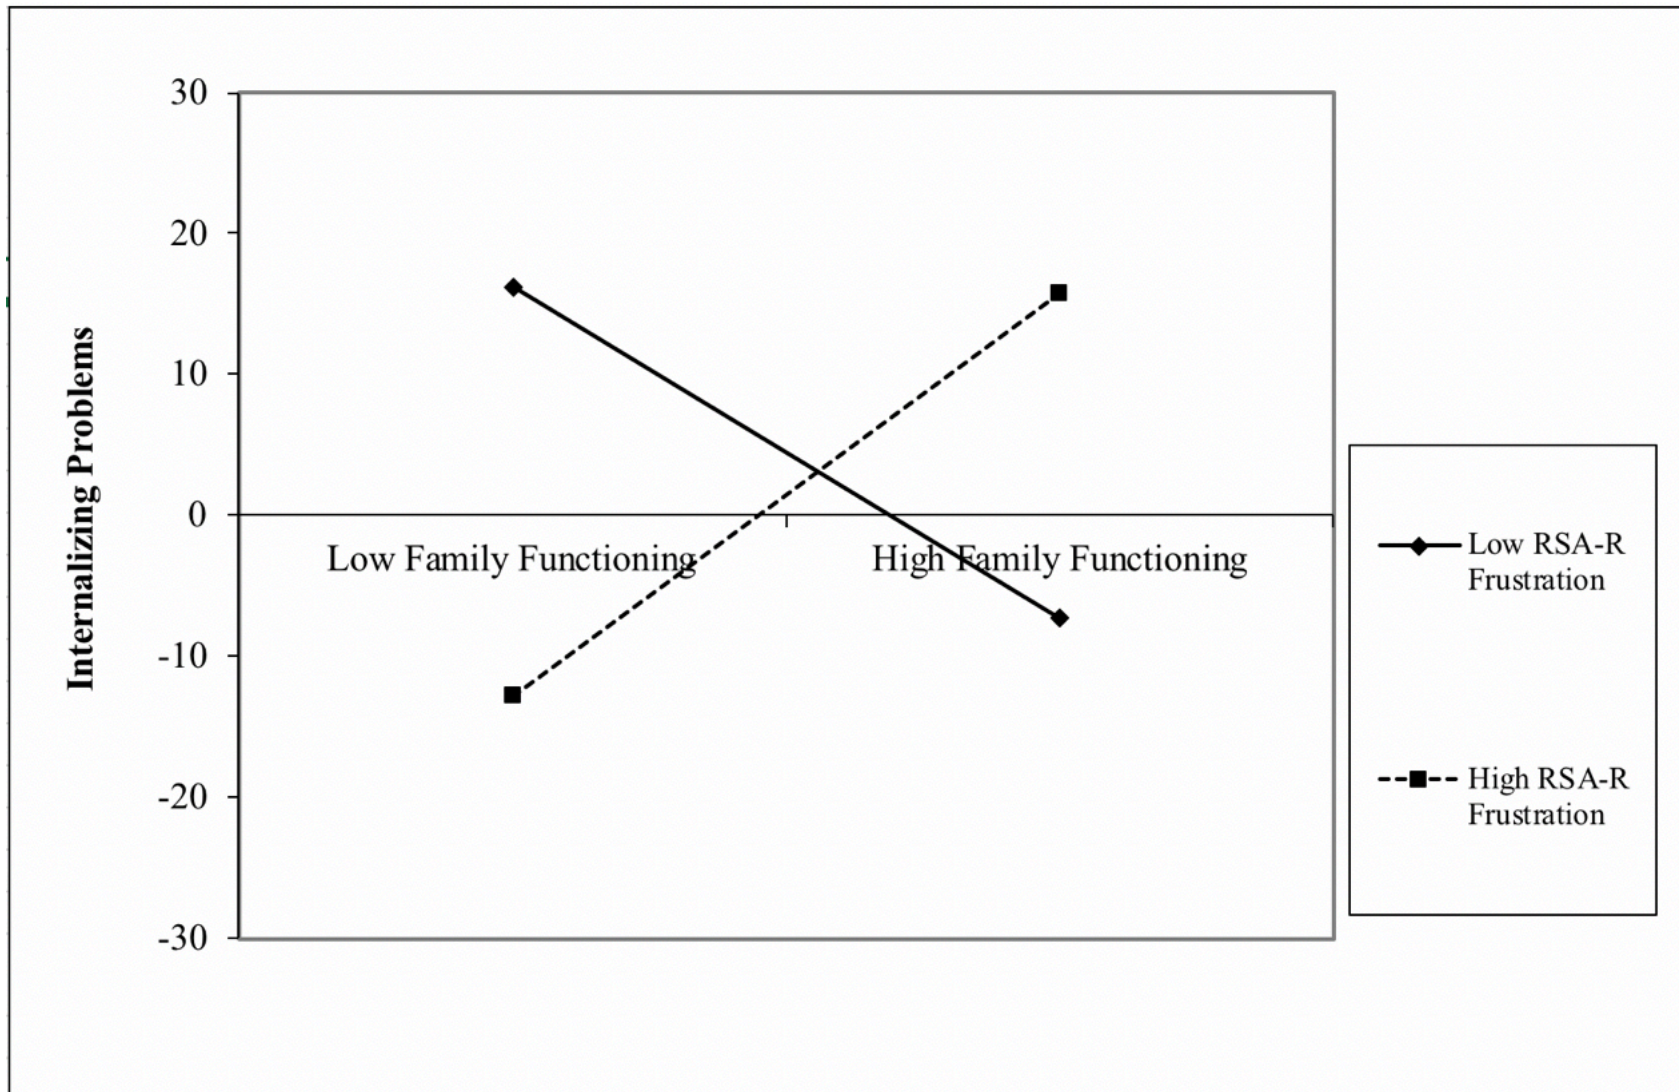 30
20
10
0
-10
-20
-30
Internalizing Problems
Low Family Functioning
High Family Functioning
Low RSA-R
Frustration
High RSA-R
Frustration